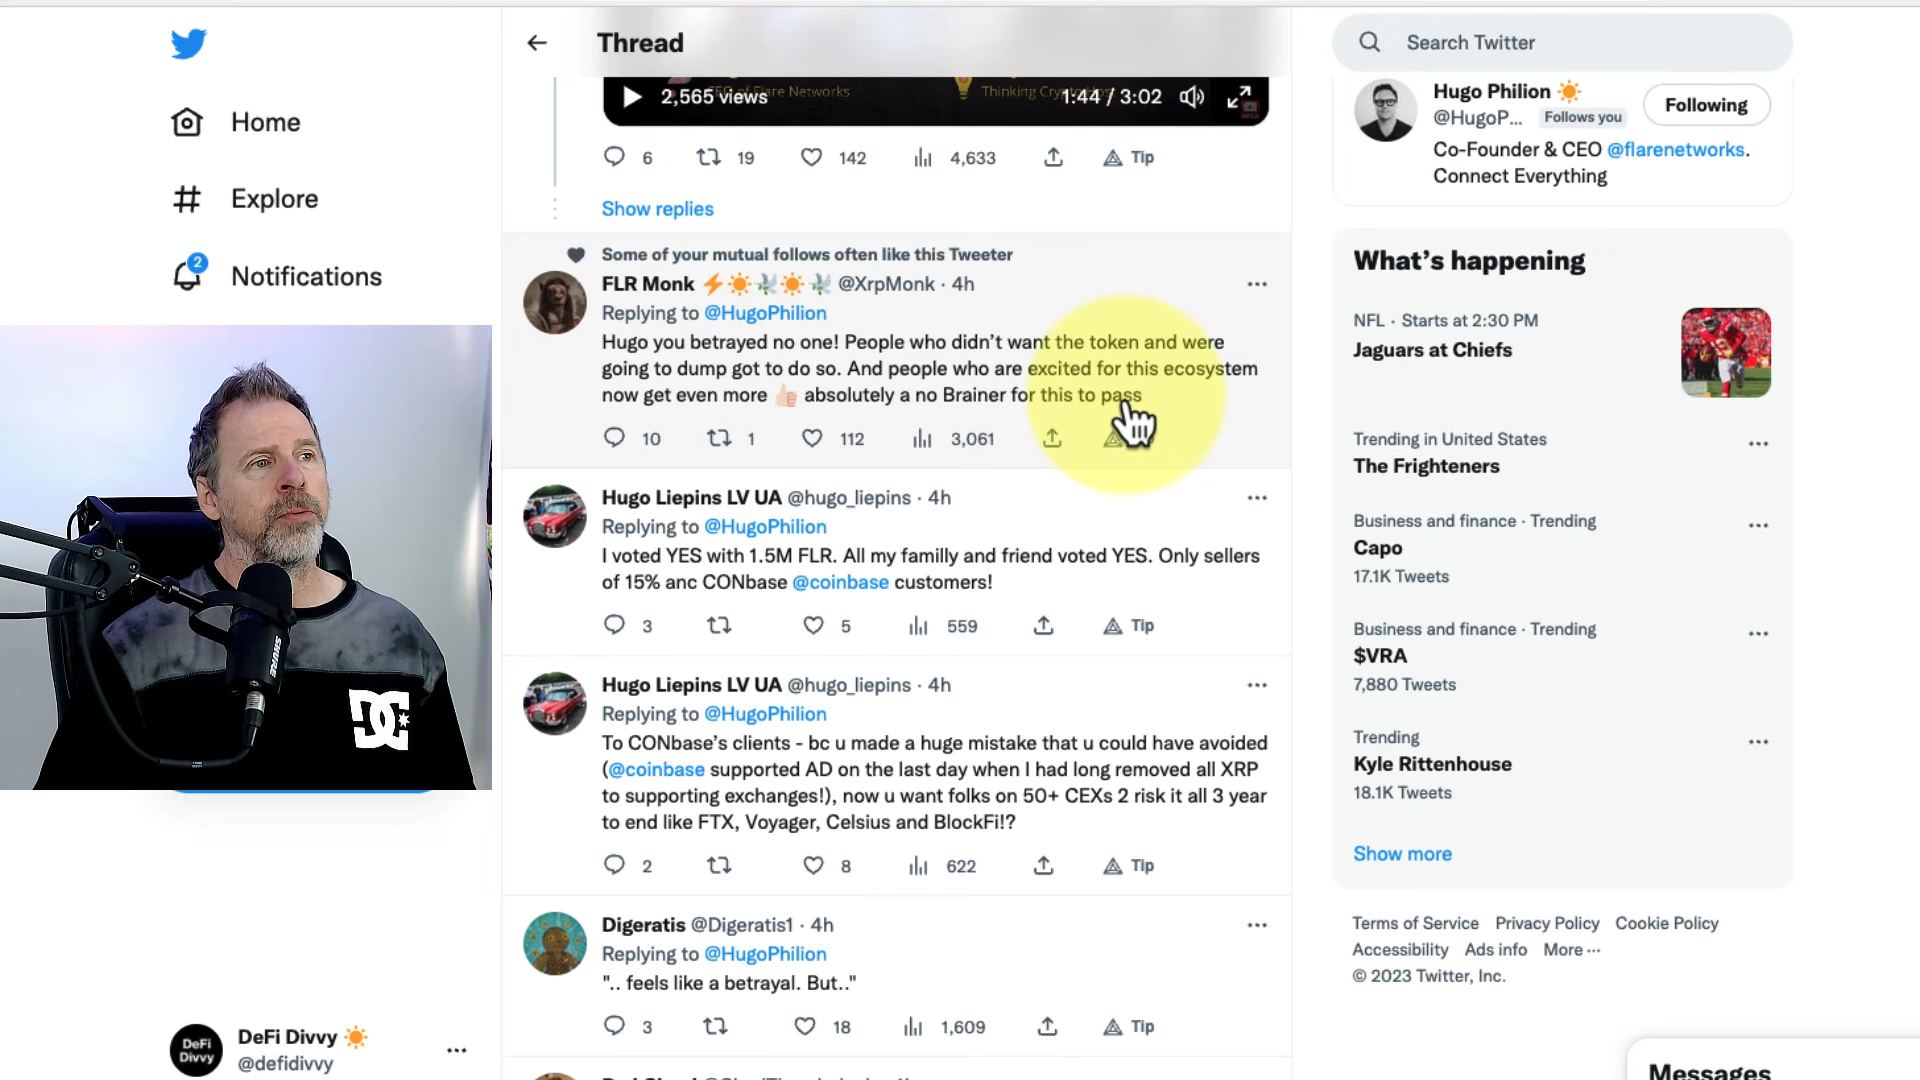 Thread
Search Twitter
CEO of Flare Networks
2,565 views
1:44 / 3:02
6 19 142 4,633 Tip
Show replies
Home
Explore
2
Notifications
Some of your mutual follows often like this Tweeter
FLR Monk @XrpMonk · 4h
Replying to @HugoPhilion
Hugo you betrayed no one! People who didn't want the token and were
going to dump got to do so. And people who are excited for this ecosystem
now get even more absolutely a no Brainer for this to pass
10 1 112 3,061
Hugo Liepins LV UA @hugo_liepins · 4h
Replying to @HugoPhilion
I voted YES with 1.5M FLR. All my familly and friend voted YES. Only sellers
of 15% anc CONbase @coinbase customers!
3 5 559 Tip
Hugo Liepins LV UA @hugo_liepins · 4h
Replying to @HugoPhilion
To CONbase's clients - bc u made a huge mistake that u could have avoided
(@coinbase supported AD on the last day when I had long removed all XRP
to supporting exchanges!), now u want folks on 50+ CEXs 2 risk it all 3 year
to end like FTX, Voyager, Celsius and BlockFi!?
2 8 622 Tip
Digeratis @Digeratis1 · 4h
Replying to @HugoPhilion
".. feels like a betrayal. But.."
3 18 1,609 Tip
Hugo Philion
@HugoP... Follows you
Following
Co-Founder & CEO @flarenetworks.
Connect Everything
What's happening
NFL · Starts at 2:30 PM
Jaguars at Chiefs
Trending in United States
The Frighteners
Business and finance · Trending
Capo
17.1K Tweets
Business and finance · Trending
$VRA
7,880 Tweets
Trending
Kyle Rittenhouse
18.1K Tweets
Show more
Terms of Service Privacy Policy Cookie Policy
Accessibility Ads info More ···
© 2023 Twitter, Inc.
Messages
SHURE
DC
DeFi
Divvy
DeFi Divvy
@defidivvy